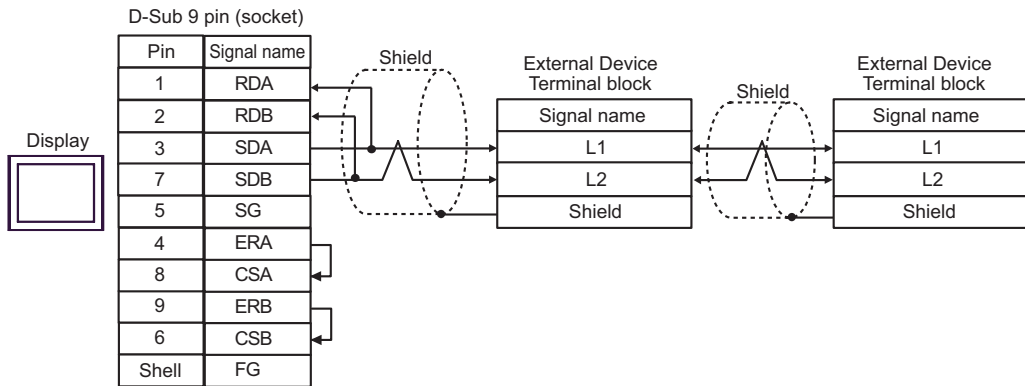 D-Sub 9 pin (socket)
Pin Signal name
1 RDA
2 RDB
3 SDA
7 SDB
5 SG
4 ERA
8 CSA
9 ERB
6 CSB
Shell FG
Display
Shield
External Device
Terminal block
Signal name
L1
L2
Shield
Shield
External Device
Terminal block
Signal name
L1
L2
Shield